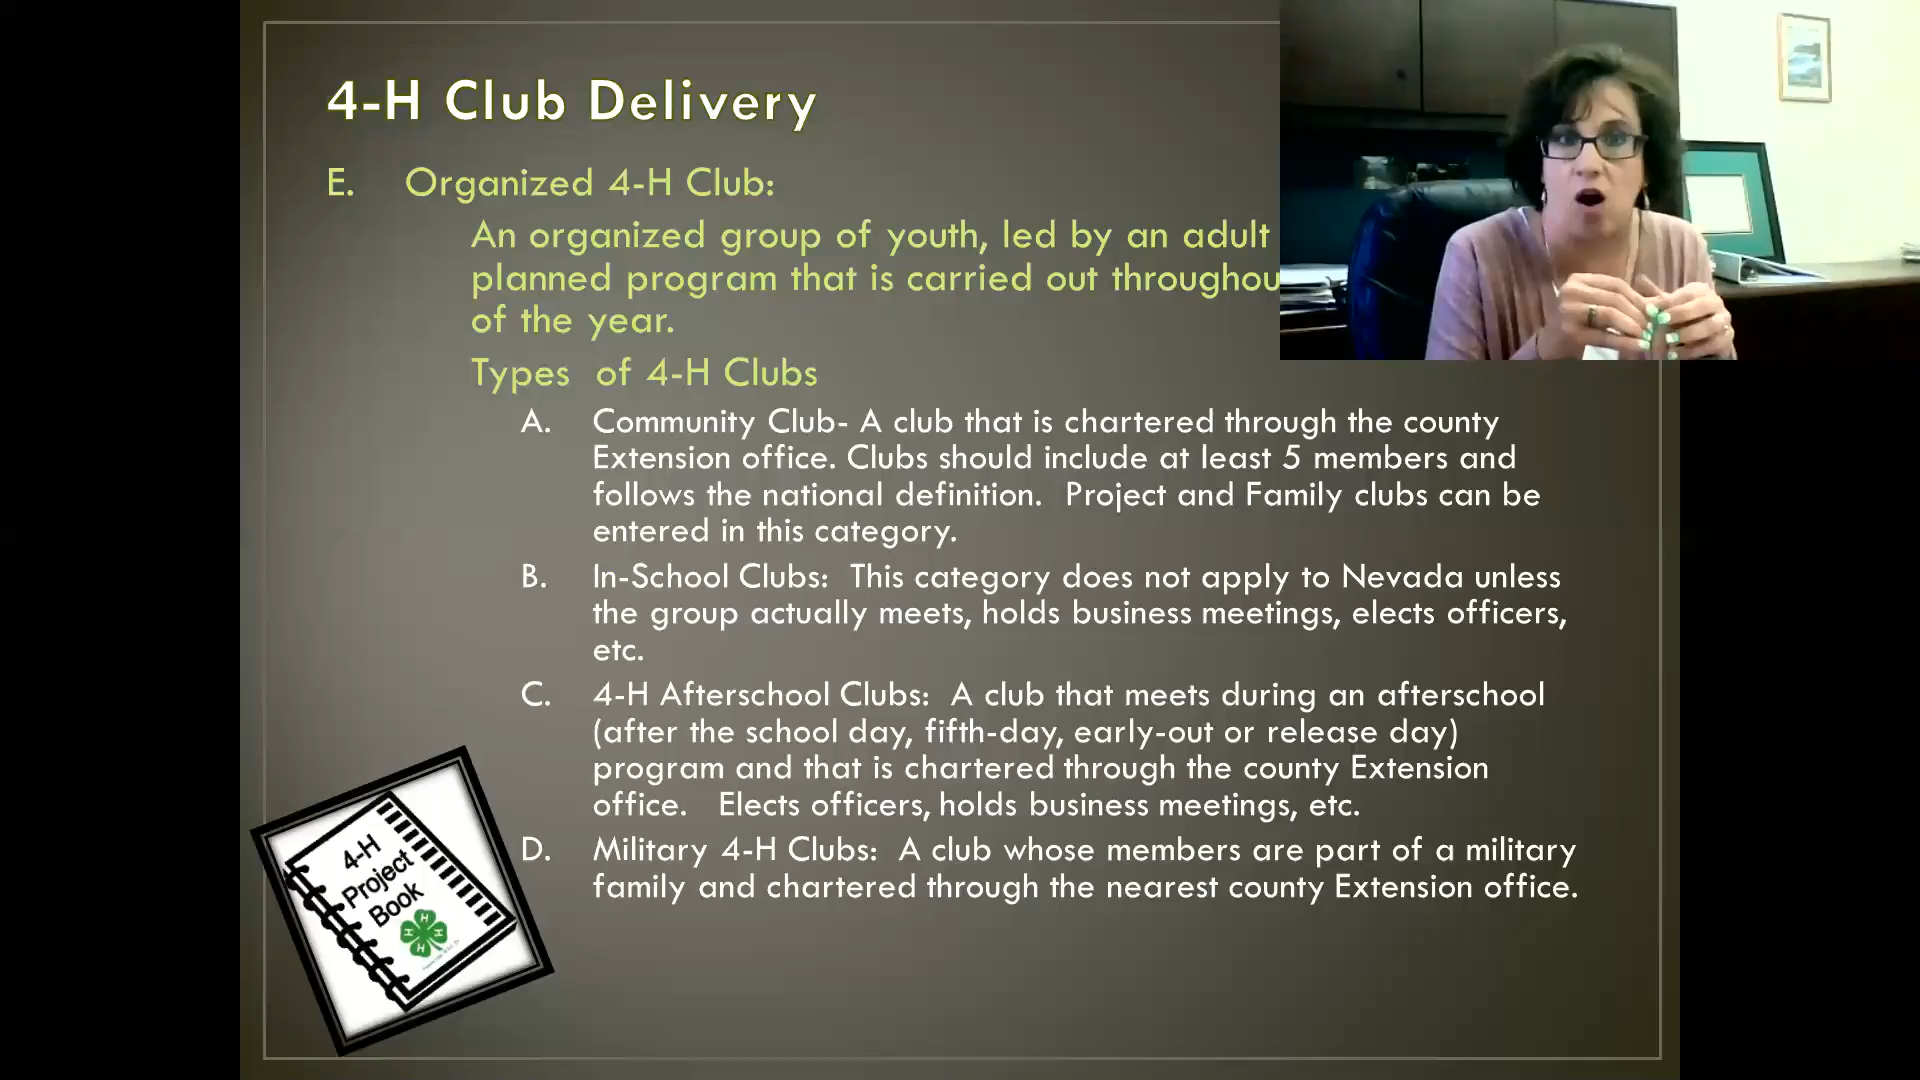 4-H Club Delivery
E. Organized 4-H Club:
An organized group of youth, led by an adult
planned program that is carried out throughou
of the year.
Types of 4-H Clubs
A. Community Club- A club that is chartered through the county
Extension office. Clubs should include at least 5 members and
follows the national definition. Project and Family clubs can be
entered in this category.
B. In-School Clubs: This category does not apply to Nevada unless
the group actually meets, holds business meetings, elects officers,
etc.
C. 4-H Afterschool Clubs: A club that meets during an afterschool
(after the school day, fifth-day, early-out or release day)
program and that is chartered through the county Extension
office. Elects officers, holds business meetings, etc.
D. Military 4-H Clubs: A club whose members are part of a military
family and chartered through the nearest county Extension office.
4-H
Project
Book
H
H H
H